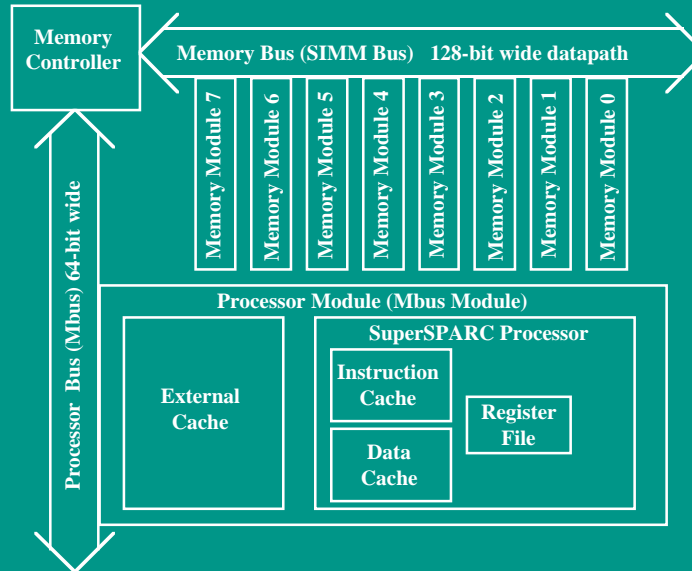 Memory
Controller
Memory Bus (SIMM Bus) 128-bit wide datapath
Memory Module 7
Memory Module 6
Memory Module 5
Memory Module 4
Memory Module 3
Memory Module 2
Memory Module 1
Memory Module 0
Processor Bus (Mbus) 64-bit wide
Processor Module (Mbus Module)
SuperSPARC Processor
External
Cache
Instruction
Cache
Data
Cache
Register
File